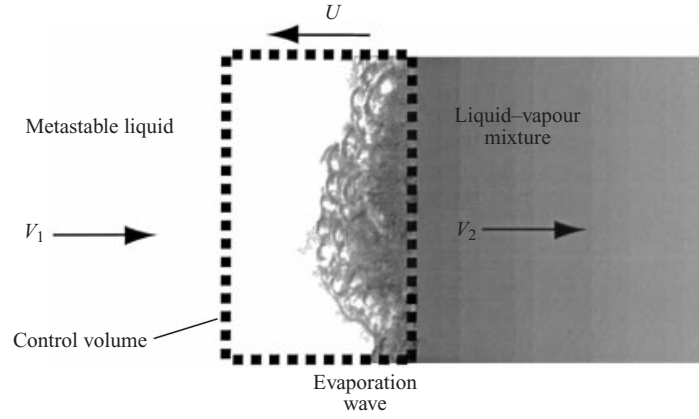 U
Metastable liquid
Liquid–vapour
mixture
V1
V2
Control volume
Evaporation
wave